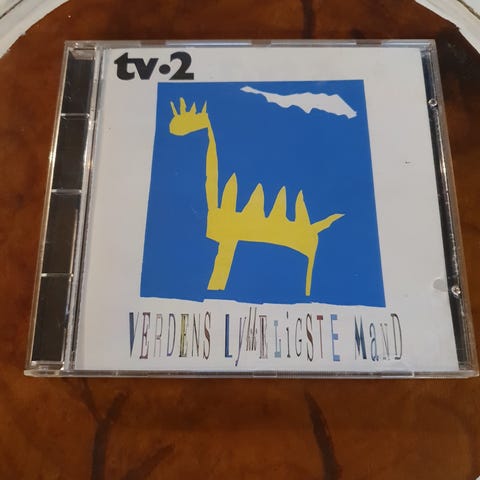 tv·2
VERDENS LykkELiGSTE MaND